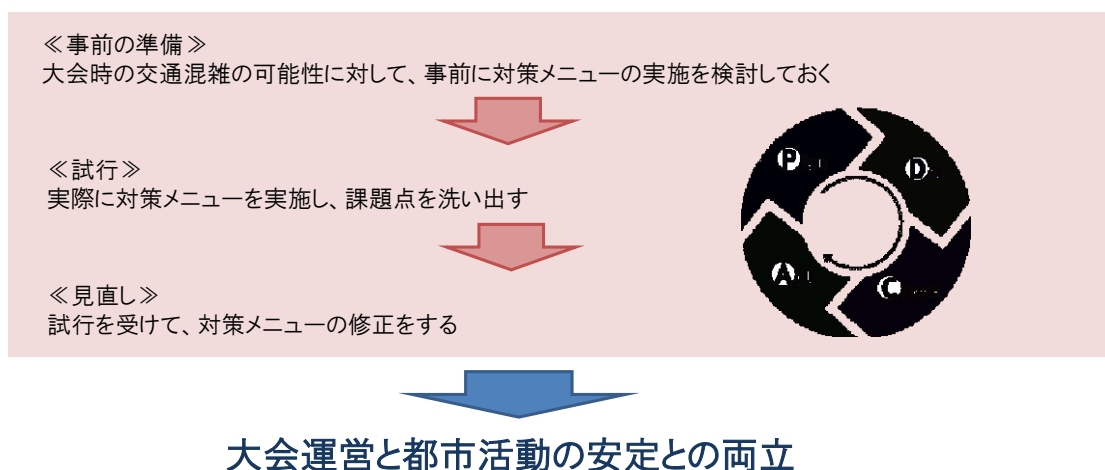 ≪事前の準備≫
大会時の交通混雑の可能性に対して、事前に対策メニューの実施を検討しておく
≪試行≫
実際に対策メニューを実施し、課題点を洗い出す
≪見直し≫
試行を受けて、対策メニューの修正をする
P
D
A
C
大会運営と都市活動の安定との両立